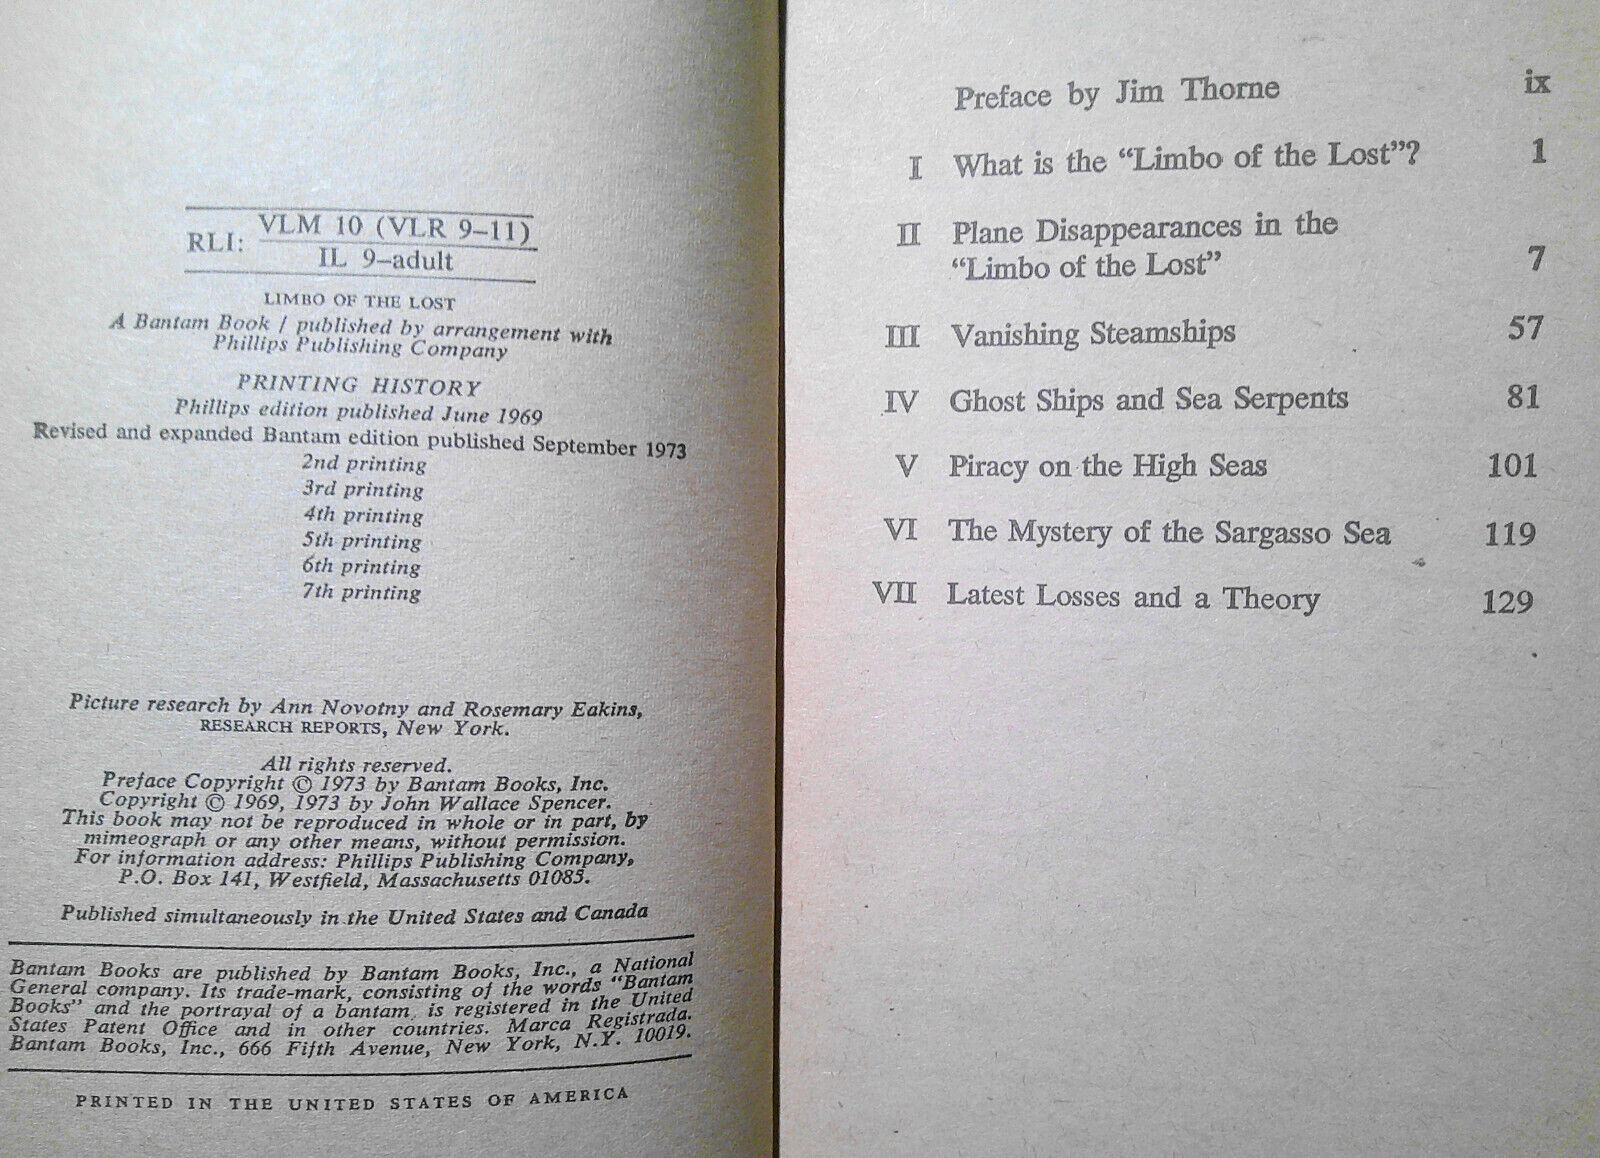 RLI: VLM 10 (VLR 9–11)
IL 9–adult
LIMBO OF THE LOST
A Bantam Book / published by arrangement with
Phillips Publishing Company
PRINTING HISTORY
Phillips edition published June 1969
Revised and expanded Bantam edition published September 1973
2nd printing
3rd printing
4th printing
5th printing
6th printing
7th printing
Picture research by Ann Novotny and Rosemary Eakins,
RESEARCH REPORTS, New York.
All rights reserved.
Preface Copyright © 1973 by Bantam Books, Inc.
Copyright © 1969, 1973 by John Wallace Spencer.
This book may not be reproduced in whole or in part, by
mimeograph or any other means, without permission.
For information address: Phillips Publishing Company,
P.O. Box 141, Westfield, Massachusetts 01085.
Published simultaneously in the United States and Canada
Bantam Books are published by Bantam Books, Inc., a National
General company. Its trade-mark, consisting of the words "Bantam
Books" and the portrayal of a bantam, is registered in the United
States Patent Office and in other countries. Marca Registrada.
Bantam Books, Inc., 666 Fifth Avenue, New York, N.Y. 10019.
PRINTED IN THE UNITED STATES OF AMERICA
Preface by Jim Thorne ix
I What is the “Limbo of the Lost”? 1
II Plane Disappearances in the
“Limbo of the Lost” 7
III Vanishing Steamships 57
IV Ghost Ships and Sea Serpents 81
V Piracy on the High Seas 101
VI The Mystery of the Sargasso Sea 119
VII Latest Losses and a Theory 129